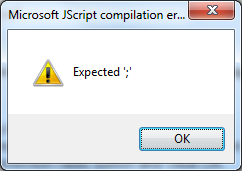 Microsoft JScript compilation er...
Expected ';'
OK